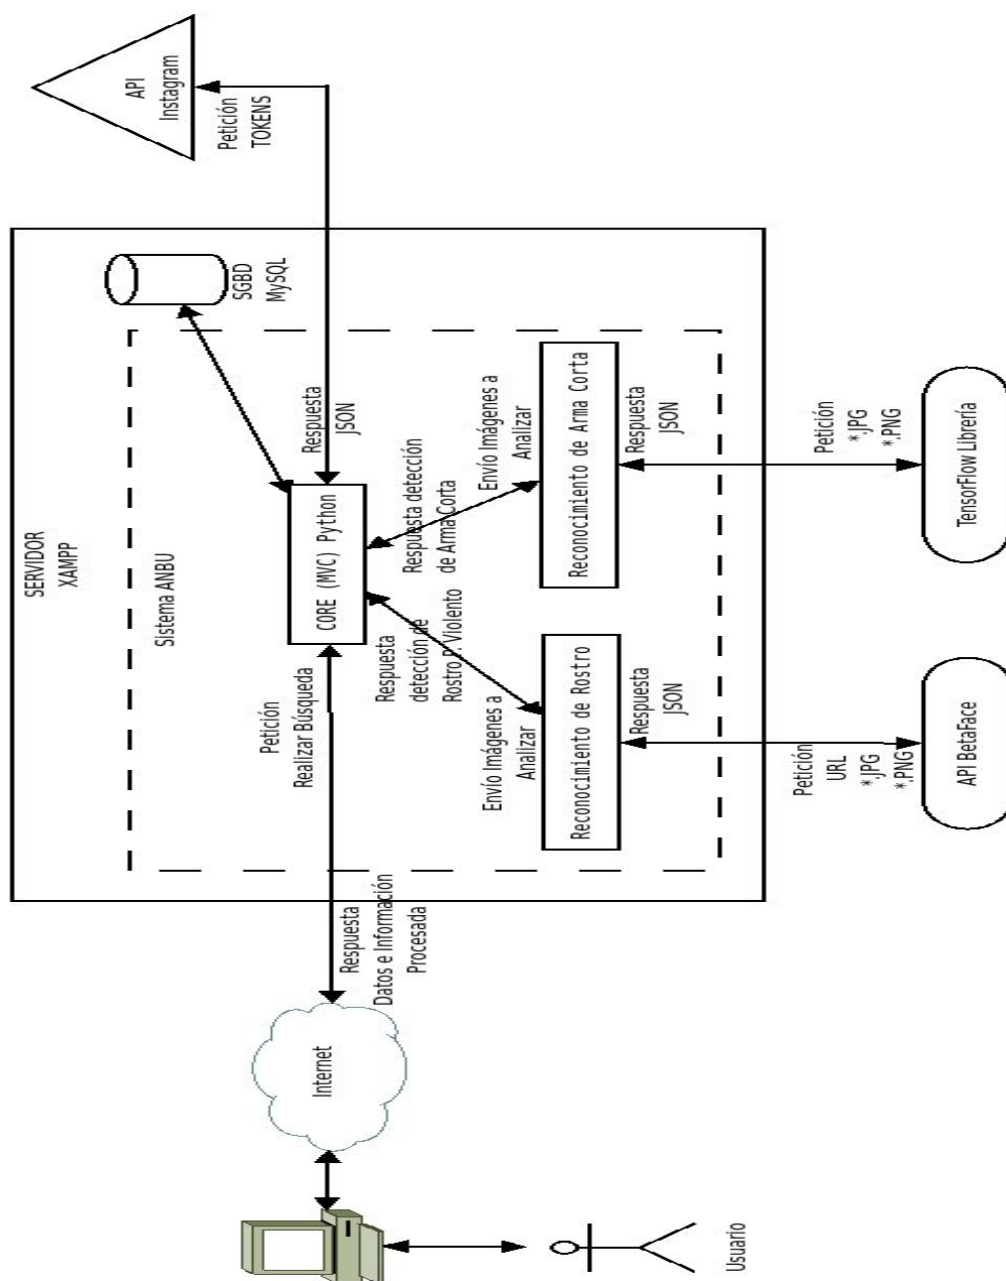 SERVIDOR
XAMPP
Sistema ANBU
SGBD
MySQL
API
Instagram
Petición
TOKENS
Respuesta
JSON
CORE (MVC) Python
Petición
Realizar Búsqueda
Respuesta
Datos e Información
Procesada
Internet
Usuario
Respuesta
detección de
Rostro P. Violento
Envío Imágenes a
Analizar
Respuesta detección
de Arma Corta
Envío Imágenes a
Analizar
Reconocimiento de Rostro
Reconocimiento de Arma Corta
Respuesta
JSON
Respuesta
JSON
Petición
URL
*.JPG
*.PNG
Petición
*.JPG
*.PNG
API BetaFace
TensorFlow Librería